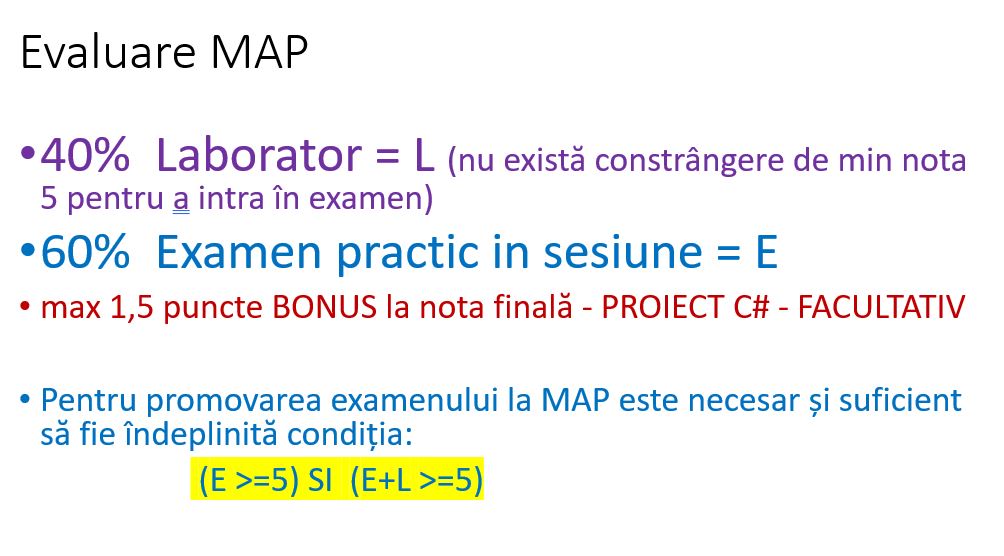 Evaluare MAP
•40% Laborator = L (nu există constrângere de min nota
5 pentru a intra în examen)
•60% Examen practic in sesiune = E
• max 1,5 puncte BONUS la nota finală - PROIECT C# - FACULTATIV
• Pentru promovarea examenului la MAP este necesar și suficient
să fie îndeplinită condiția:
(E >=5) SI (E+L >=5)